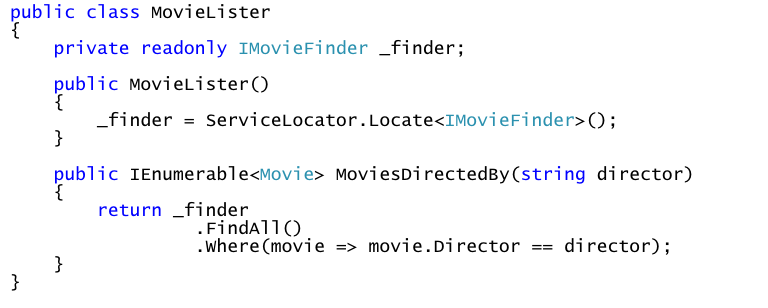 public class MovieLister
{
    private readonly IMovieFinder _finder;

    public MovieLister()
    {
        _finder = ServiceLocator.Locate<IMovieFinder>();
    }

    public IEnumerable<Movie> MoviesDirectedBy(string director)
    {
        return _finder
                 .FindAll()
                 .Where(movie => movie.Director == director);
    }
}